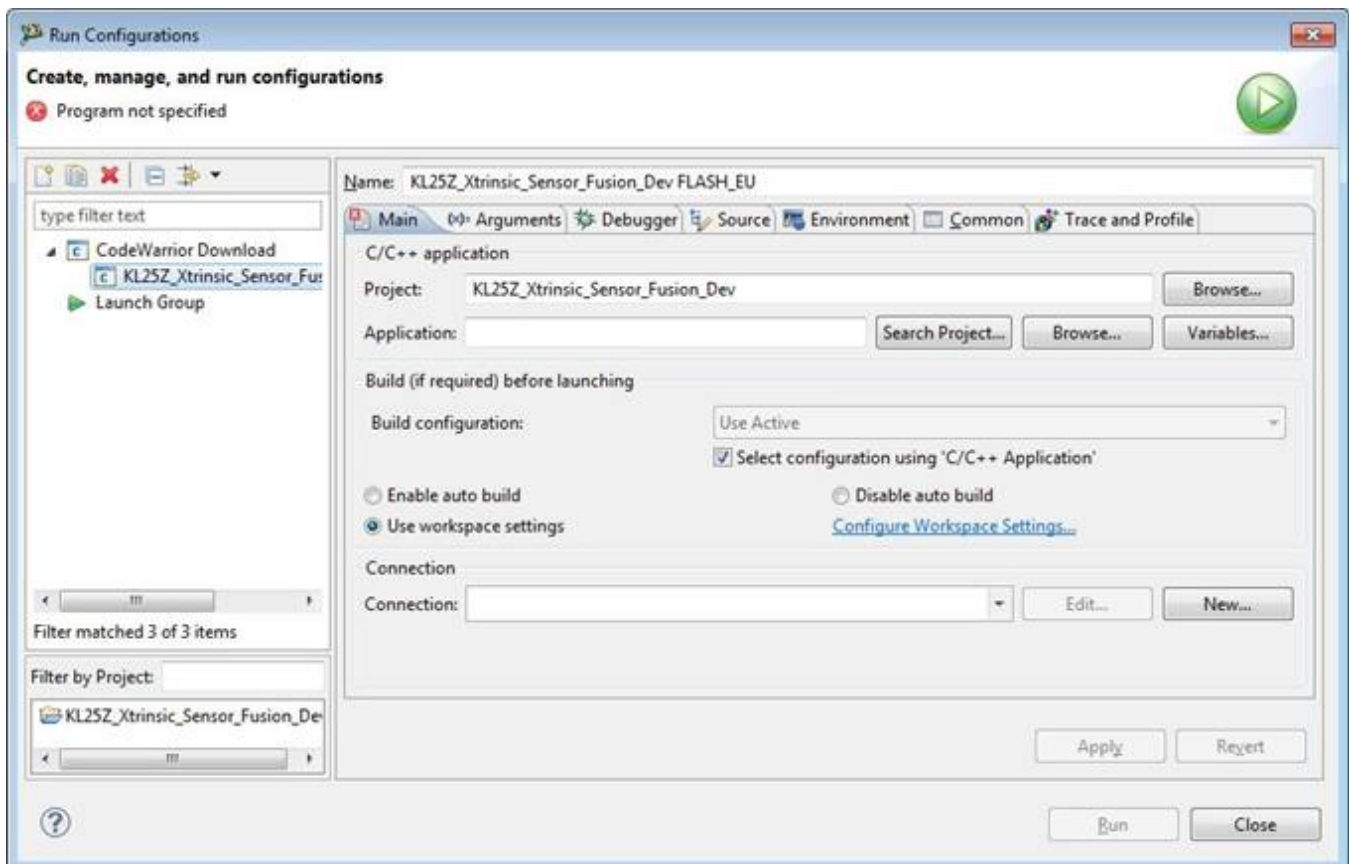 Run Configurations
Create, manage, and run configurations
Program not specified
type filter text
CodeWarrior Download
KL25Z_Xtrinsic_Sensor_Fus
Launch Group
Filter matched 3 of 3 items
Filter by Project:
KL25Z_Xtrinsic_Sensor_Fusion_De
Name: KL25Z_Xtrinsic_Sensor_Fusion_Dev FLASH_EU
Main (x)= Arguments Debugger Source Environment Common Trace and Profile
C/C++ application
Project: KL25Z_Xtrinsic_Sensor_Fusion_Dev Browse...
Application: Search Project... Browse... Variables...
Build (if required) before launching
Build configuration: Use Active
Select configuration using 'C/C++ Application'
Enable auto build Disable auto build
Use workspace settings Configure Workspace Settings...
Connection
Connection: Edit... New...
Apply Revert
Run Close